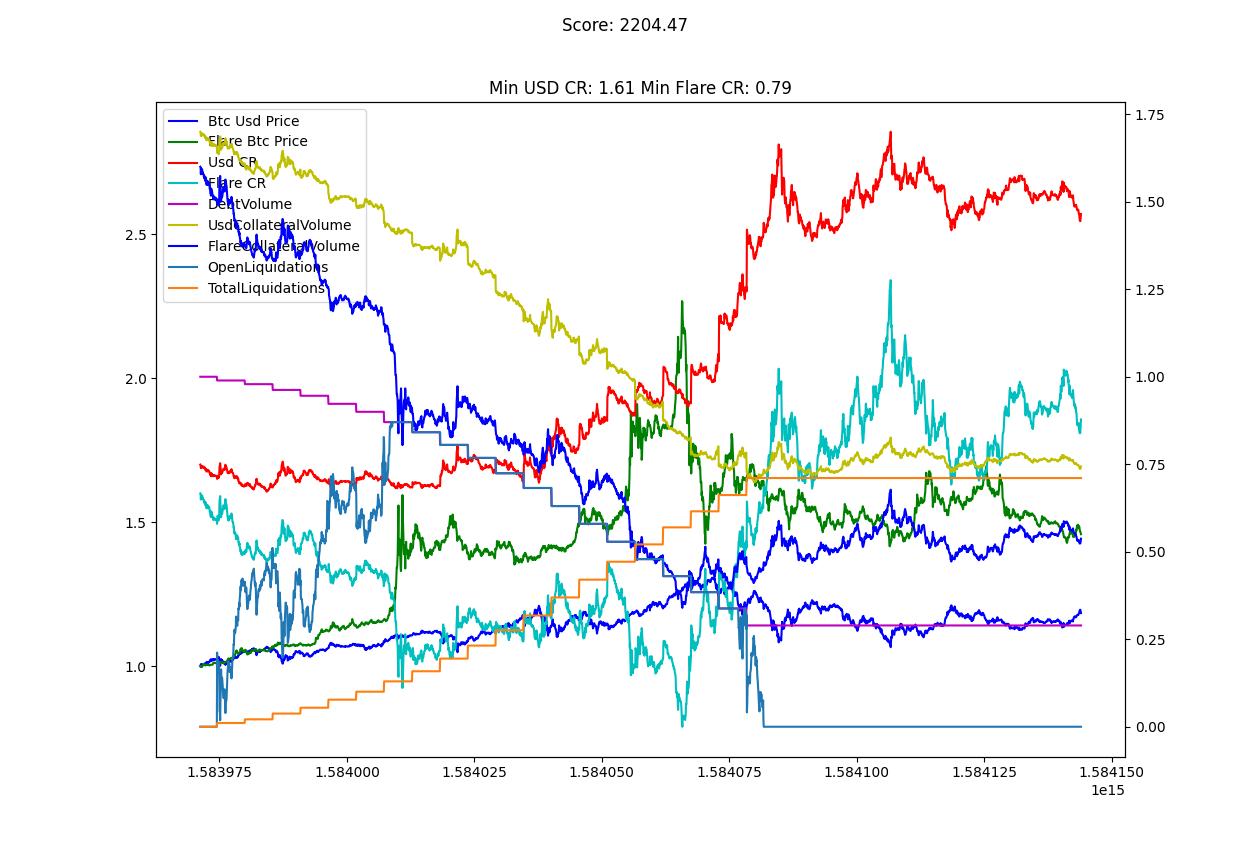 Score: 2204.47
Min USD CR: 1.61 Min Flare CR: 0.79
Btc Usd Price
Flare Btc Price
Usd CR
Flare CR
DebtVolume
UsdCollateralVolume
FlareCollateralVolume
OpenLiquidations
TotalLiquidations
2.5
2.0
1.5
1.0
1.75
1.50
1.25
1.00
0.75
0.50
0.25
0.00
1.583975
1.584000
1.584025
1.584050
1.584075
1.584100
1.584125
1.584150
1e15